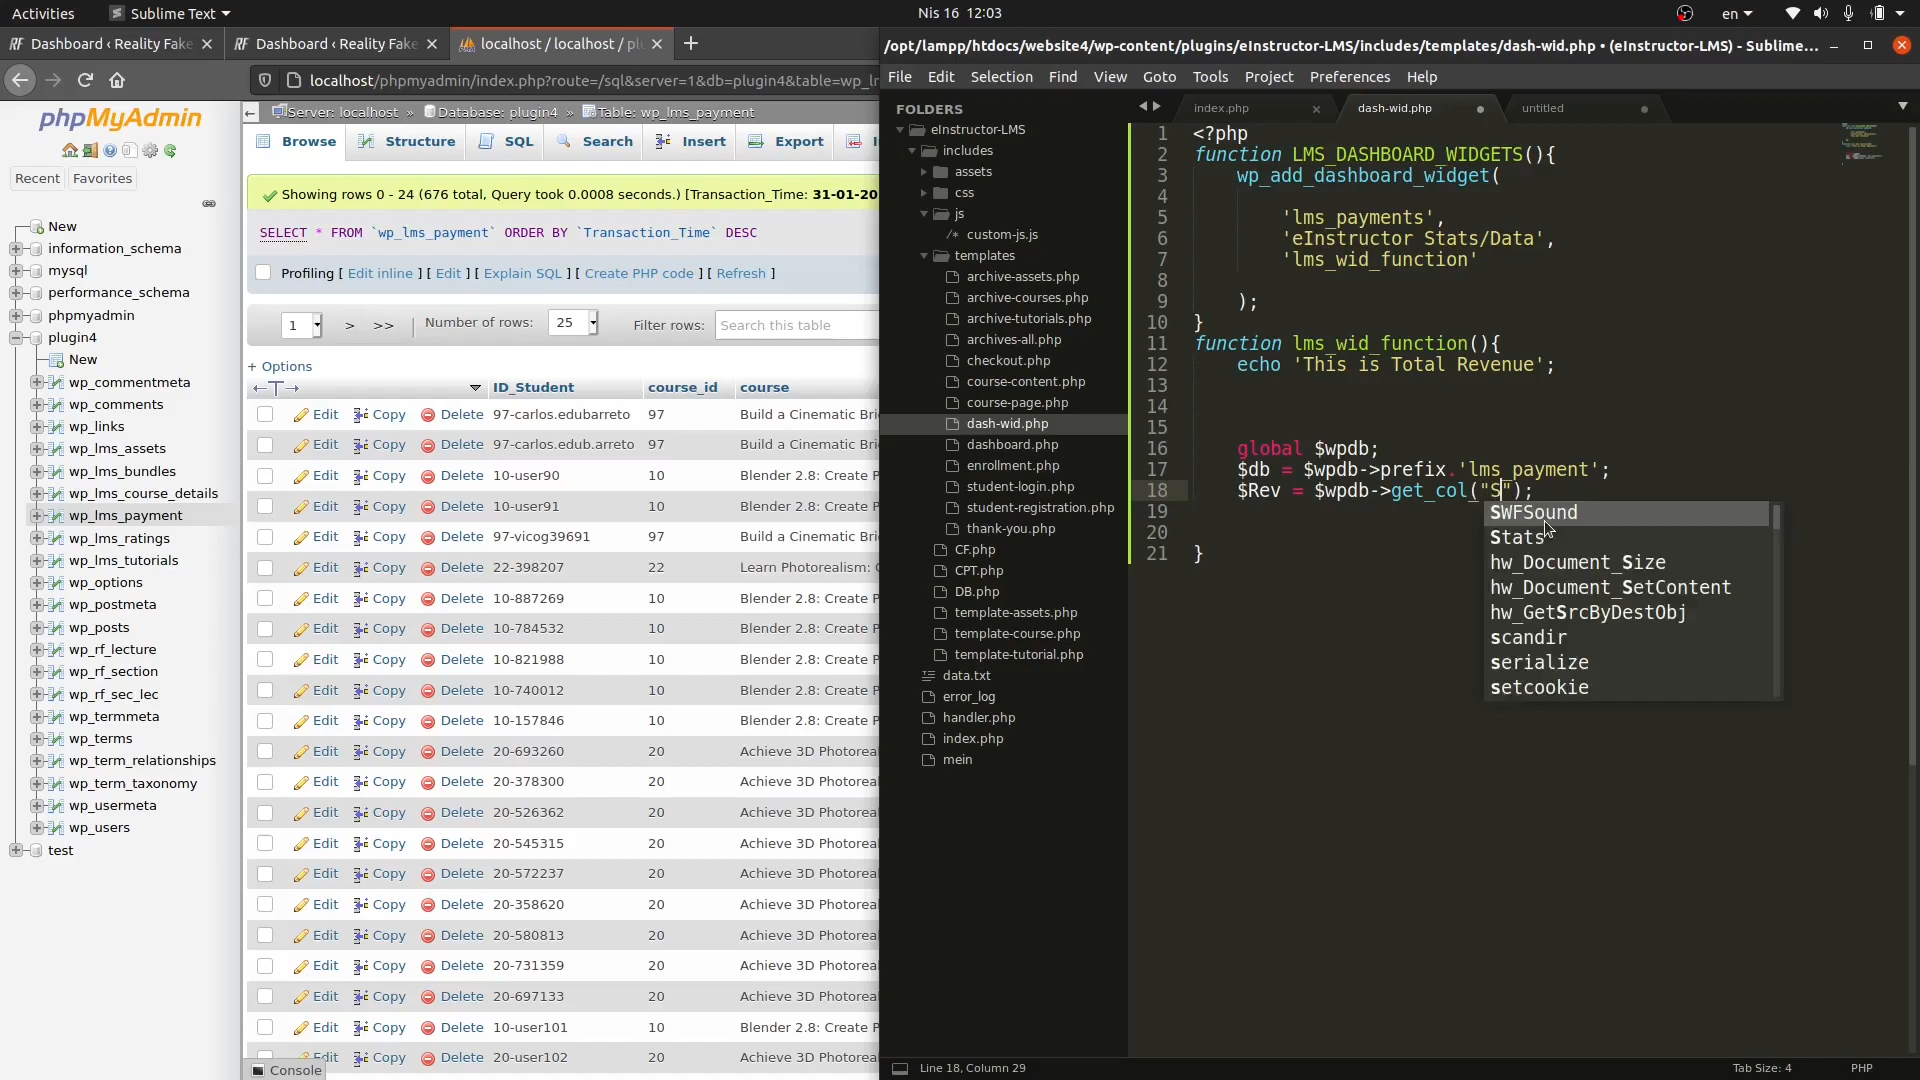 Activities
Sublime Text
Nis 16 12:03
en
Dashboard ‹ Reality Fake
Dashboard ‹ Reality Fake
localhost / localhost / pl
localhost/phpmyadmin/index.php?route=/sql&server=1&db=plugin4&table=wp_l
phpMyAdmin
Recent
Favorites
New
information_schema
mysql
performance_schema
phpmyadmin
plugin4
New
wp_commentmeta
wp_comments
wp_links
wp_lms_assets
wp_lms_bundles
wp_lms_course_details
wp_lms_payment
wp_lms_ratings
wp_lms_tutorials
wp_options
wp_postmeta
wp_posts
wp_rf_lecture
wp_rf_section
wp_rf_sec_lec
wp_termmeta
wp_terms
wp_term_relationships
wp_term_taxonomy
wp_usermeta
wp_users
test
Server: localhost » Database: plugin4 » Table: wp_lms_payment
Browse
Structure
SQL
Search
Insert
Export
Showing rows 0 - 24 (676 total, Query took 0.0008 seconds.) [Transaction_Time: 31-01-20
SELECT * FROM `wp_lms_payment` ORDER BY `Transaction_Time` DESC
Profiling [ Edit inline ] [ Edit ] [ Explain SQL ] [ Create PHP code ] [ Refresh ]
1 > >> Number of rows: 25 Filter rows: Search this table
+ Options
ID_Student course_id course
Edit Copy Delete 97-carlos.edubarreto 97 Build a Cinematic Bri
Edit Copy Delete 97-carlos.edub.arreto 97 Build a Cinematic Bri
Edit Copy Delete 10-user90 10 Blender 2.8: Create P
Edit Copy Delete 10-user91 10 Blender 2.8: Create P
Edit Copy Delete 97-vicog39691 97 Build a Cinematic Bri
Edit Copy Delete 22-398207 22 Learn Photorealism: C
Edit Copy Delete 10-887269 10 Blender 2.8: Create P
Edit Copy Delete 10-784532 10 Blender 2.8: Create P
Edit Copy Delete 10-821988 10 Blender 2.8: Create P
Edit Copy Delete 10-740012 10 Blender 2.8: Create P
Edit Copy Delete 10-157846 10 Blender 2.8: Create P
Edit Copy Delete 20-693260 20 Achieve 3D Photoreal
Edit Copy Delete 20-378300 20 Achieve 3D Photoreal
Edit Copy Delete 20-526362 20 Achieve 3D Photoreal
Edit Copy Delete 20-545315 20 Achieve 3D Photoreal
Edit Copy Delete 20-572237 20 Achieve 3D Photoreal
Edit Copy Delete 20-358620 20 Achieve 3D Photoreal
Edit Copy Delete 20-580813 20 Achieve 3D Photoreal
Edit Copy Delete 20-731359 20 Achieve 3D Photoreal
Edit Copy Delete 20-697133 20 Achieve 3D Photoreal
Edit Copy Delete 10-user101 10 Blender 2.8: Create P
Edit Copy Delete 20-user102 20 Achieve 3D Photoreal
Console
/opt/lampp/htdocs/website4/wp-content/plugins/eInstructor-LMS/includes/templates/dash-wid.php • (eInstructor-LMS) - Sublime...
File Edit Selection Find View Goto Tools Project Preferences Help
FOLDERS
eInstructor-LMS
includes
assets
css
js
custom-js.js
templates
archive-assets.php
archive-courses.php
archive-tutorials.php
archives-all.php
checkout.php
course-content.php
course-page.php
dash-wid.php
dashboard.php
enrollment.php
student-login.php
student-registration.php
thank-you.php
CF.php
CPT.php
DB.php
template-assets.php
template-course.php
template-tutorial.php
data.txt
error_log
handler.php
index.php
mein
index.php
dash-wid.php
untitled
1 <?php
2 function LMS_DASHBOARD_WIDGETS(){
3 wp_add_dashboard_widget(
4
5 'lms_payments',
6 'eInstructor Stats/Data',
7 'lms_wid_function'
8
9 );
10 }
11 function lms_wid_function(){
12 echo 'This is Total Revenue';
13
14
15
16 global $wpdb;
17 $db = $wpdb->prefix.'lms_payment';
18 $Rev = $wpdb->get_col("S");
19
20
21 }
SWFSound
Stats
hw_Document_Size
hw_Document_SetContent
hw_GetSrcByDestObj
scandir
serialize
setcookie
Line 18, Column 29
Tab Size: 4
PHP